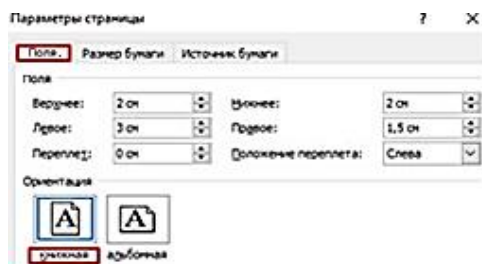 Параметры страницы ? ×
Поля Размер бумаги Источник бумаги
Поля
Верхнее: 2 см Нижнее: 2 см
Левое: 3 см Правое: 1,5 см
Переплет: 0 см Положение переплета: Слева
Ориентация
A A
книжная альбомная